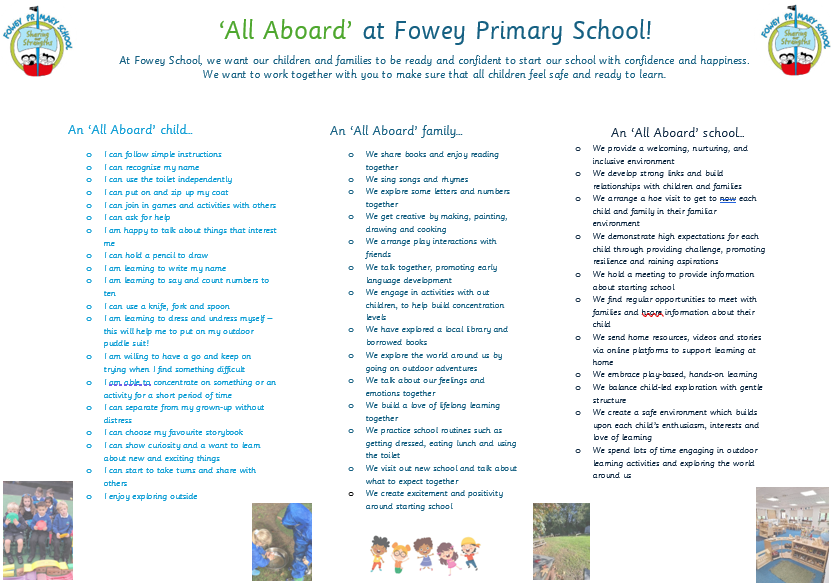 FOWEY PRIMARY SCHOOL
Sharing our Strengths
FOWEY PRIMARY SCHOOL
Sharing our Strengths
‘All Aboard’ at Fowey Primary School!
At Fowey School, we want our children and families to be ready and confident to start our school with confidence and happiness.
We want to work together with you to make sure that all children feel safe and ready to learn.
An ‘All Aboard’ child…
o I can follow simple instructions
o I can recognise my name
o I can use the toilet independently
o I can put on and zip up my coat
o I can join in games and activities with others
o I can ask for help
o I am happy to talk about things that interest
me
o I can hold a pencil to draw
o I am learning to write my name
o I am learning to say and count numbers to
ten
o I can use a knife, fork and spoon
o I am learning to dress and undress myself –
this will help me to put on my outdoor
puddle suit!
o I am willing to have a go and keep on
trying when I find something difficult
o I am able to concentrate on something or an
activity for a short period of time
o I can separate from my grown-up without
distress
o I can choose my favourite storybook
o I can show curiosity and a want to learn
about new and exciting things
o I can start to take turns and share with
others
o I enjoy exploring outside
An ‘All Aboard’ family…
o We share books and enjoy reading
together
o We sing songs and rhymes
o We explore some letters and numbers
together
o We get creative by making, painting,
drawing and cooking
o We arrange play interactions with
friends
o We talk together, promoting early
language development
o We engage in activities with out
children, to help build concentration
levels
o We have explored a local library and
borrowed books
o We explore the world around us by
going on outdoor adventures
o We talk about our feelings and
emotions together
o We build a love of lifelong learning
together
o We practice school routines such as
getting dressed, eating lunch and using
the toilet
o We visit out new school and talk about
what to expect together
o We create excitement and positivity
around starting school
An ‘All Aboard’ school…
o We provide a welcoming, nurturing, and
inclusive environment
o We develop strong links and build
relationships with children and families
o We arrange a hoe visit to get to now each
child and family in their familiar
environment
o We demonstrate high expectations for each
child through providing challenge, promoting
resilience and raining aspirations
o We hold a meeting to provide information
about starting school
o We find regular opportunities to meet with
families and hsare information about their
child
o We send home resources, videos and stories
via online platforms to support learning at
home
o We embrace play-based, hands-on learning
o We balance child-led exploration with gentle
structure
o We create a safe environment which builds
upon each child’s enthusiasm, interests and
love of learning
o We spend lots of time engaging in outdoor
learning activities and exploring the world
around us